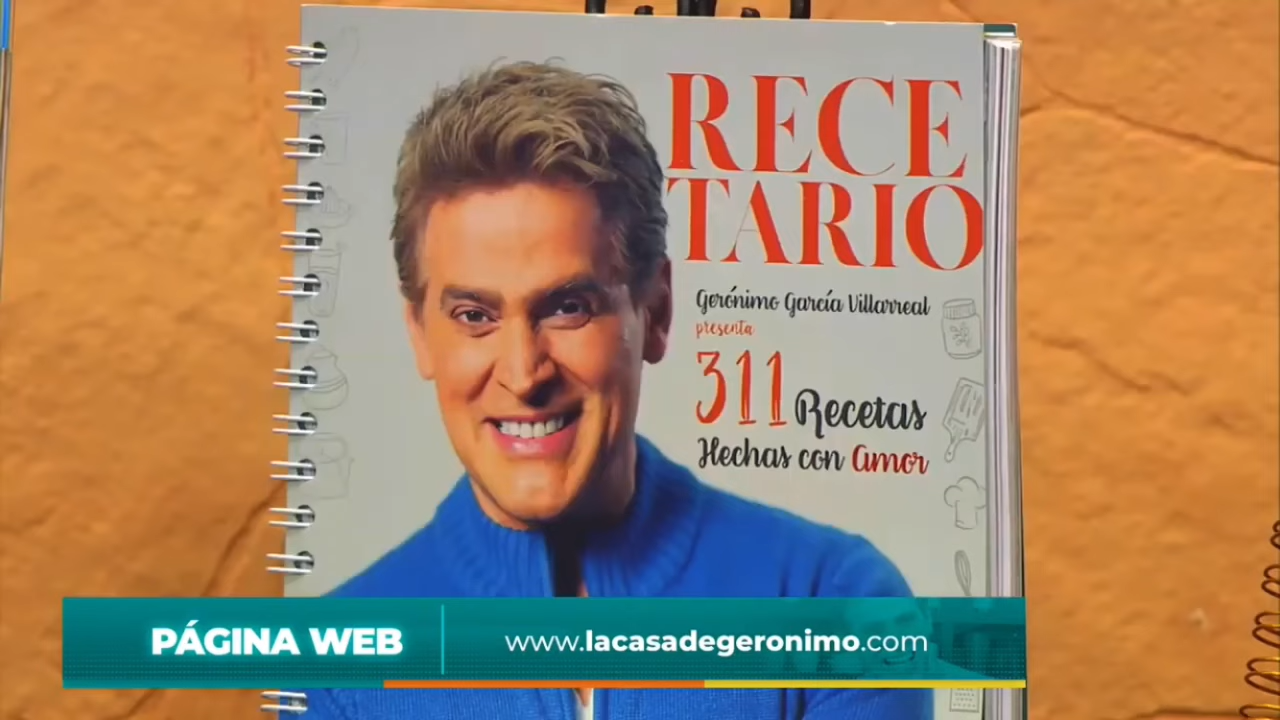 RECE
TARIO
Gerónimo García Villarreal
presenta
311 Recetas
Hechas con amor
PÁGINA WEB
www.lacasadegeronimo.com